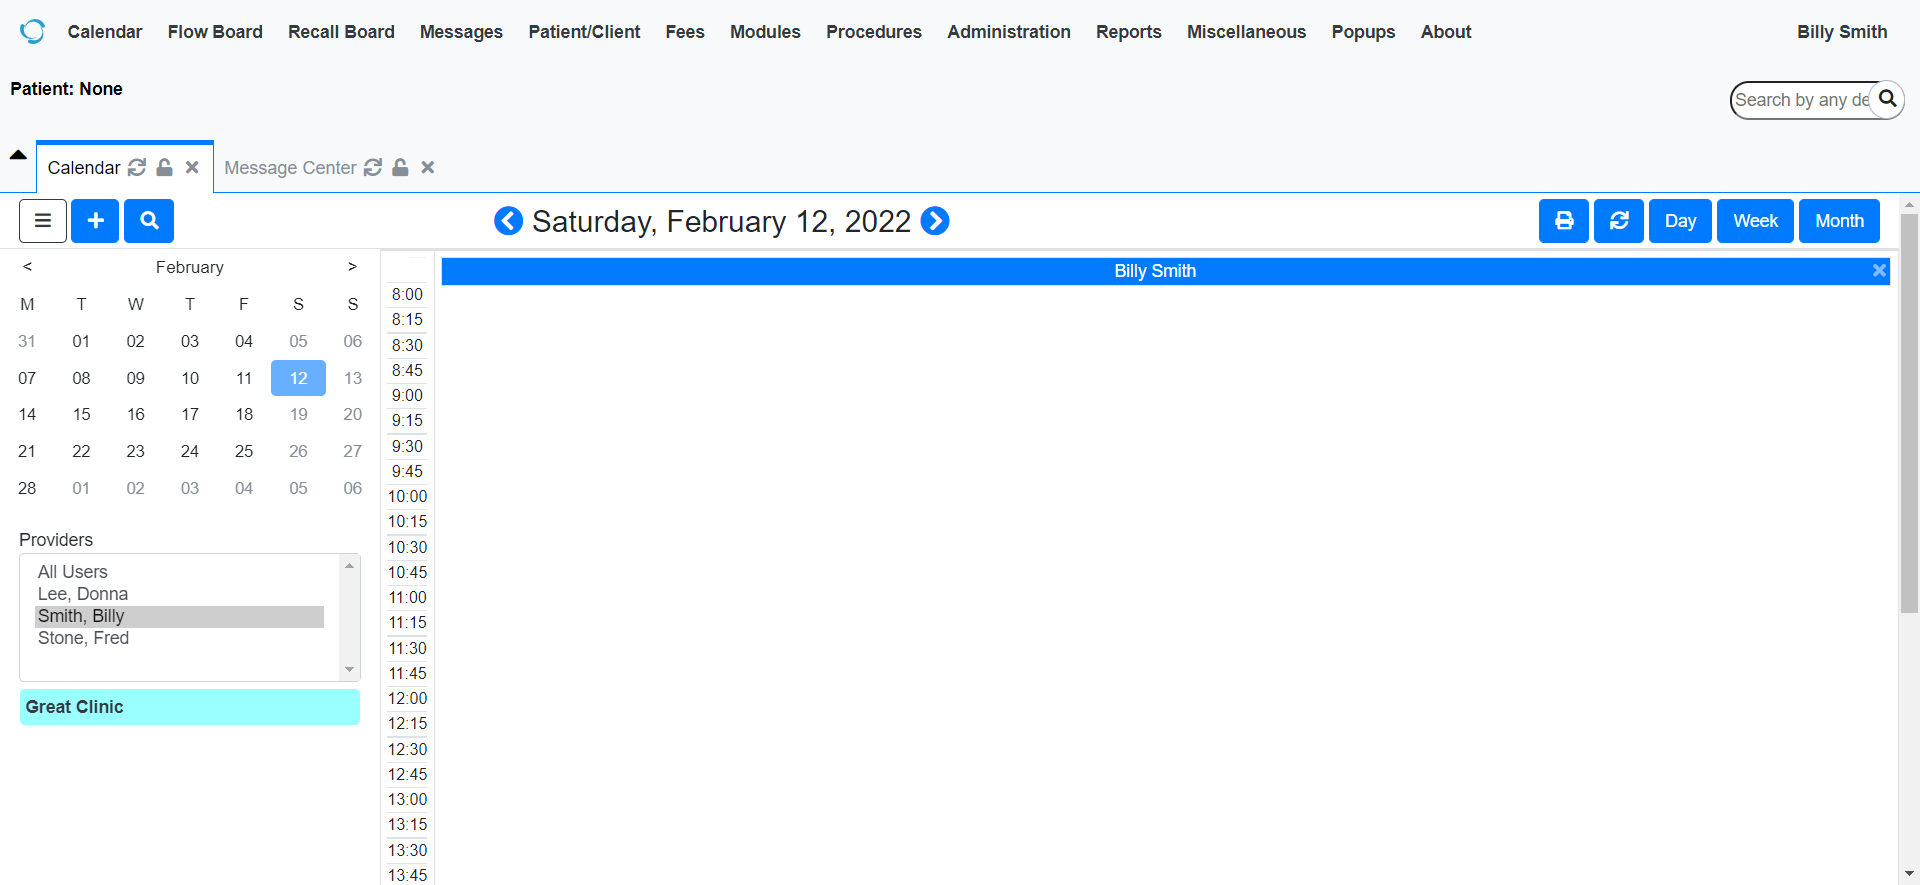 Calendar Flow Board Recall Board Messages Patient/Client Fees Modules Procedures Administration Reports Miscellaneous Popups About Billy Smith
Patient: None
Search by any de
Calendar Message Center
Saturday, February 12, 2022 Day Week Month
< February >
M T W T F S S
31 01 02 03 04 05 06
07 08 09 10 11 12 13
14 15 16 17 18 19 20
21 22 23 24 25 26 27
28 01 02 03 04 05 06
Providers
All Users
Lee, Donna
Smith, Billy
Stone, Fred
Great Clinic
Billy Smith
8:00
8:15
8:30
8:45
9:00
9:15
9:30
9:45
10:00
10:15
10:30
10:45
11:00
11:15
11:30
11:45
12:00
12:15
12:30
12:45
13:00
13:15
13:30
13:45